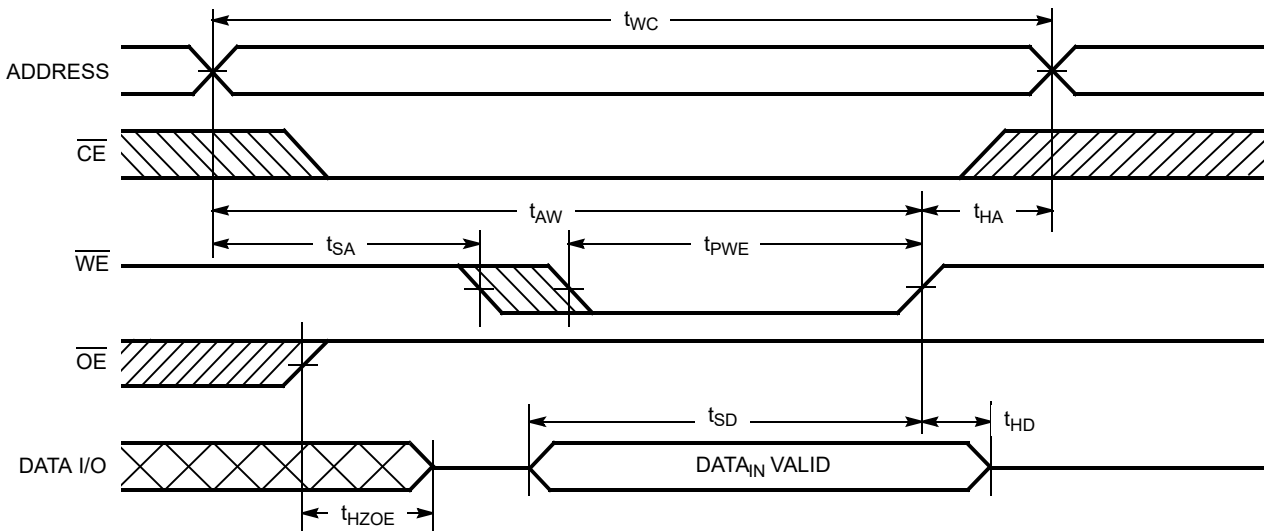 tWC
ADDRESS
CE
tAW
tHA
tSA
tPWE
WE
OE
tSD
tHD
DATA I/O
DATAIN VALID
tHZOE